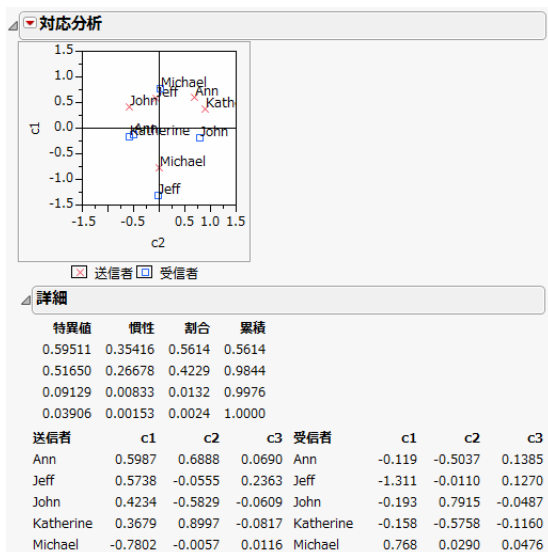 対応分析
1.5
1.0
0.5
0.0
-0.5
-1.0
-1.5
c1
Michael
Jeff
Ann
John
Kath
Ann
Katherine
John
Michael
Jeff
-1.5 -0.5 0.5 1.0 1.5
c2
送信者 受信者
詳細
特異値 慣性 割合 累積
0.59511 0.35416 0.5614 0.5614
0.51650 0.26678 0.4229 0.9844
0.09129 0.00833 0.0132 0.9976
0.03906 0.00153 0.0024 1.0000
送信者 c1 c2 c3 受信者 c1 c2 c3
Ann 0.5987 0.6888 0.0690 Ann -0.119 -0.5037 0.1385
Jeff 0.5738 -0.0555 0.2363 Jeff -1.311 -0.0110 0.1270
John 0.4234 -0.5829 -0.0609 John -0.193 0.7915 -0.0487
Katherine 0.3679 0.8997 -0.0817 Katherine -0.158 -0.5758 -0.1160
Michael -0.7802 -0.0057 0.0116 Michael 0.768 0.0290 0.0476